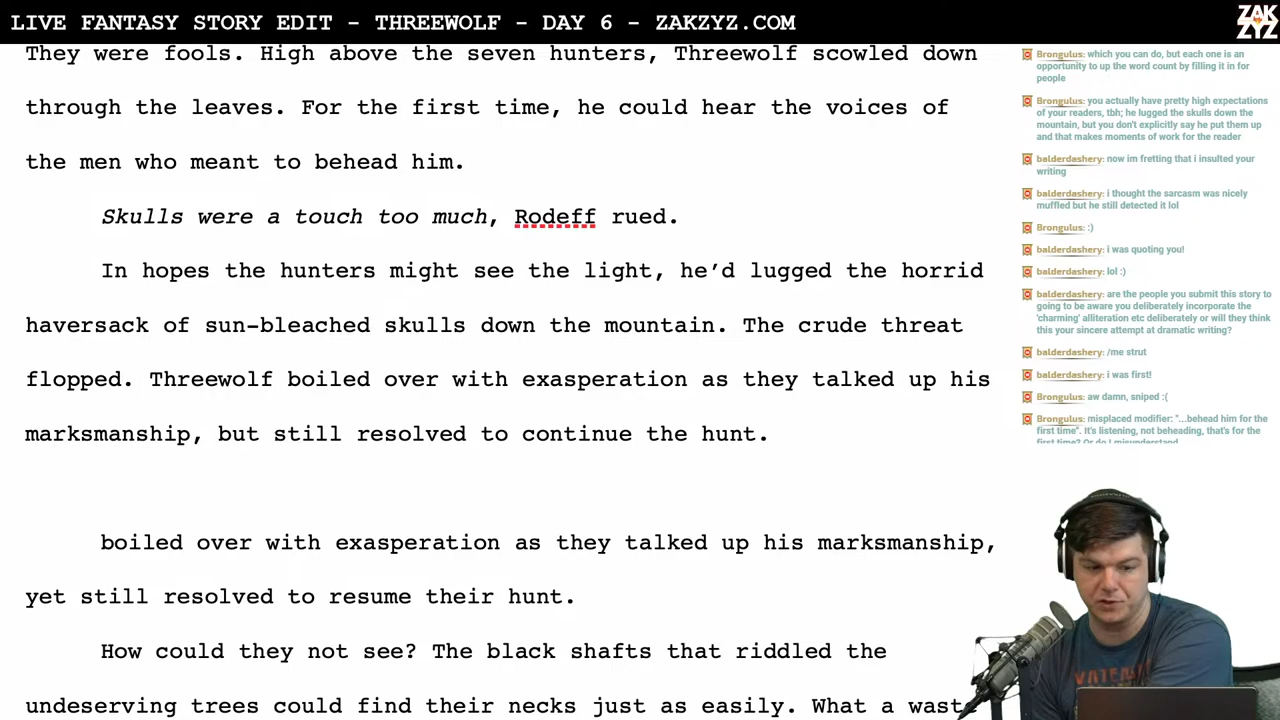 LIVE FANTASY STORY EDIT - THREEWOLF - DAY 6 - ZAKZYZ.COM
ZAK
ZYZ
They were fools. High above the seven hunters, Threewolf scowled down
through the leaves. For the first time, he could hear the voices of
the men who meant to behead him.
Skulls were a touch too much, Rodeff rued.
In hopes the hunters might see the light, he’d lugged the horrid
haversack of sun-bleached skulls down the mountain. The crude threat
flopped. Threewolf boiled over with exasperation as they talked up his
marksmanship, but still resolved to continue the hunt.
boiled over with exasperation as they talked up his marksmanship,
yet still resolved to resume their hunt.
How could they not see? The black shafts that riddled the
undeserving trees could find their necks just as easily. What a wast
Brongulus: which you can do, but each one is an
opportunity to up the word count by filling it in for
people
Brongulus: you actually have pretty high expectations
of your readers, tbh; he lugged the skulls down the
mountain, but you don't explicitly say he put them up
and that makes moments of work for the reader
balderdashery: now im fretting that i insulted your
writing
balderdashery: i thought the sarcasm was nicely
muffled but he still detected it lol
Brongulus: :)
balderdashery: i was quoting you!
balderdashery: lol :)
balderdashery: are the people you submit this story to
going to be aware you deliberately incorporate the
'charming' alliteration etc deliberately or will they think
this your sincere attempt at dramatic writing?
balderdashery: /me strut
balderdashery: i was first!
Brongulus: aw damn, sniped :(
Brongulus: misplaced modifier: "...behead him for the
first time". It's listening, not beheading, that's for the
first time? Or do I misunderstand